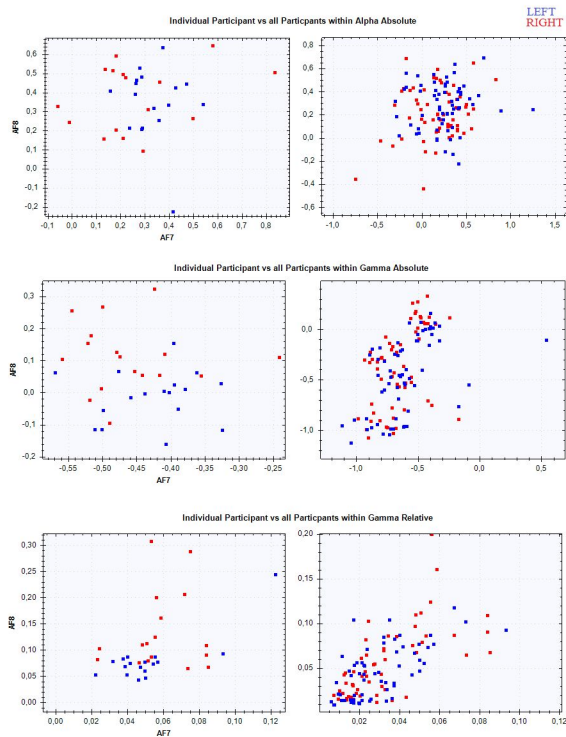 LEFT
RIGHT
Individual Participant vs all Particpants within Alpha Absolute
0,6
0,5
0,4
0,3
0,2
0,1
0,0
-0,1
-0,2
AF8
-0,1 0,0 0,1 0,2 0,3 0,4 0,5 0,6 0,7 0,8
AF7
0,8
0,6
0,4
0,2
0,0
-0,2
-0,4
-0,6
-1,0 -0,5 0,0 0,5 1,0 1,5
Individual Participant vs all Particpants within Gamma Absolute
0,3
0,2
0,1
0,0
-0,1
-0,2
AF8
-0,55 -0,50 -0,45 -0,40 -0,35 -0,30 -0,25
AF7
0,0
-0,5
-1,0
-1,0 -0,5 0,0 0,5
Individual Participant vs all Particpants within Gamma Relative
0,30
0,25
0,20
0,15
0,10
0,05
0,00
AF8
0,00 0,02 0,04 0,06 0,08 0,10 0,12
AF7
0,20
0,15
0,10
0,05
0,00 0,02 0,04 0,06 0,08 0,10 0,12